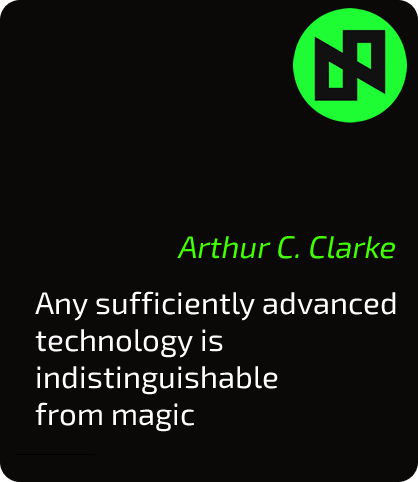 Arthur C. Clarke
Any sufficiently advanced
technology is
indistinguishable
from magic